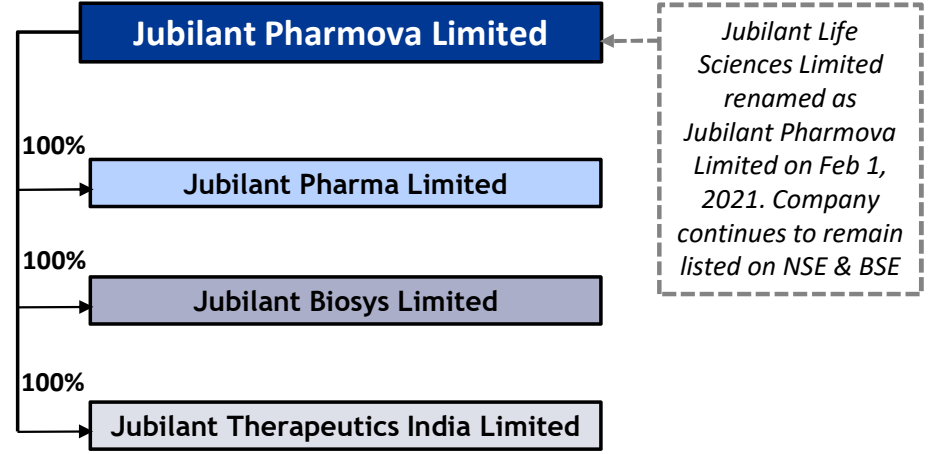 Jubilant Pharmova Limited
100%
Jubilant Pharma Limited
100%
Jubilant Biosys Limited
100%
Jubilant Therapeutics India Limited
Jubilant Life
Sciences Limited
renamed as
Jubilant Pharmova
Limited on Feb 1,
2021. Company
continues to remain
listed on NSE & BSE